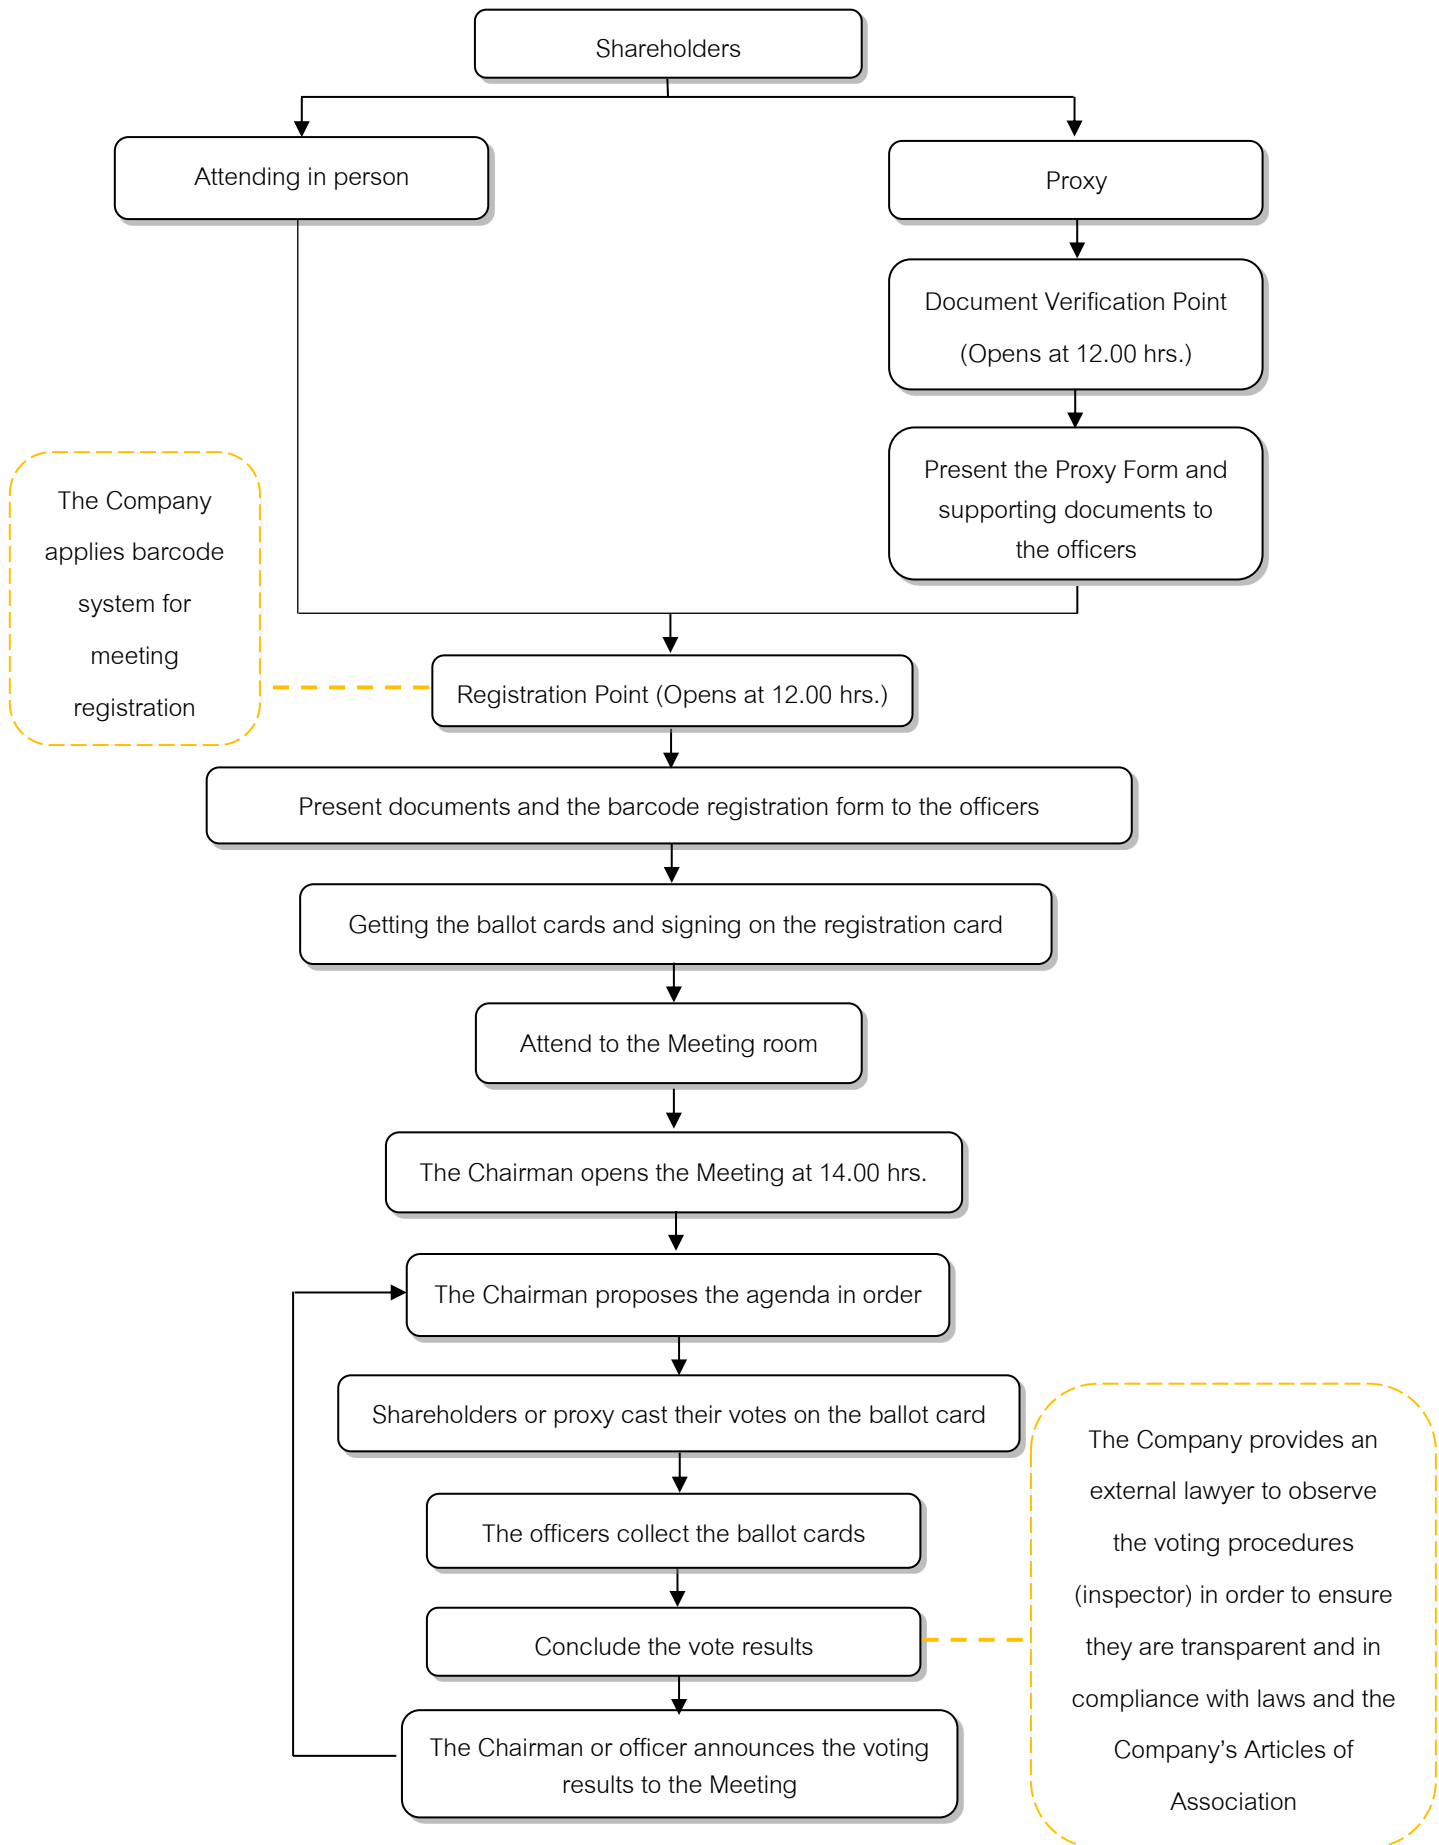 Shareholders
Attending in person
Proxy
Document Verification Point
(Opens at 12.00 hrs.)
Present the Proxy Form and
supporting documents to
the officers
The Company
applies barcode
system for
meeting
registration
Registration Point (Opens at 12.00 hrs.)
Present documents and the barcode registration form to the officers
Getting the ballot cards and signing on the registration card
Attend to the Meeting room
The Chairman opens the Meeting at 14.00 hrs.
The Chairman proposes the agenda in order
Shareholders or proxy cast their votes on the ballot card
The officers collect the ballot cards
Conclude the vote results
The Company provides an
external lawyer to observe
the voting procedures
(inspector) in order to ensure
they are transparent and in
compliance with laws and the
Company's Articles of
Association
The Chairman or officer announces the voting
results to the Meeting